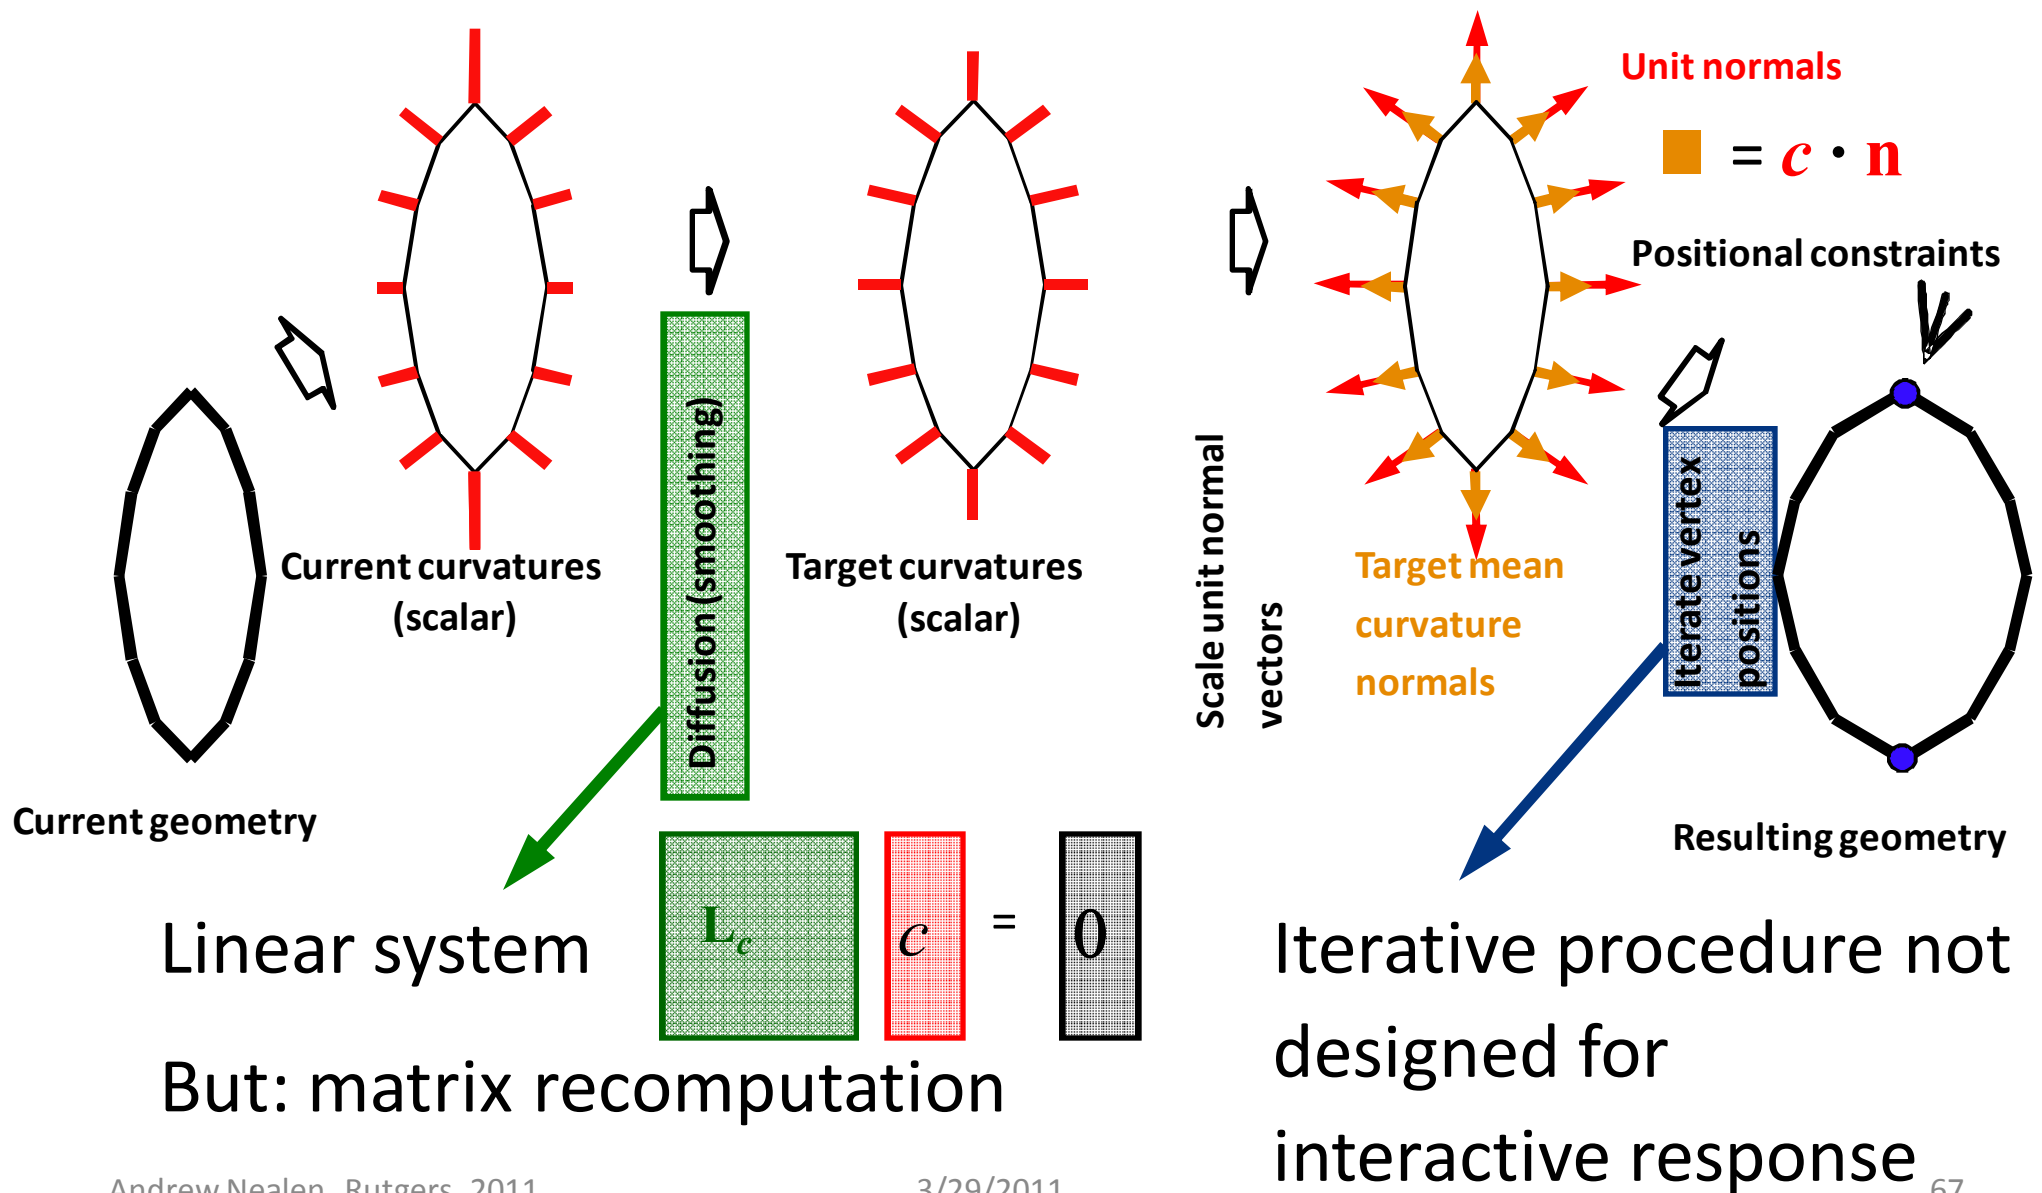 Unit normals
= c · n
Positional constraints
Current curvatures
(scalar)
Diffusion (smoothing)
Target curvatures
(scalar)
Scale unit normal
vectors
Target mean
curvature
normals
Iterate vertex
positions
Current geometry
Resulting geometry
Linear system
L_c c = 0
But: matrix recomputation
Iterative procedure not
designed for
interactive response
Andrew Nealen, Rutgers, 2011
3/29/2011
67